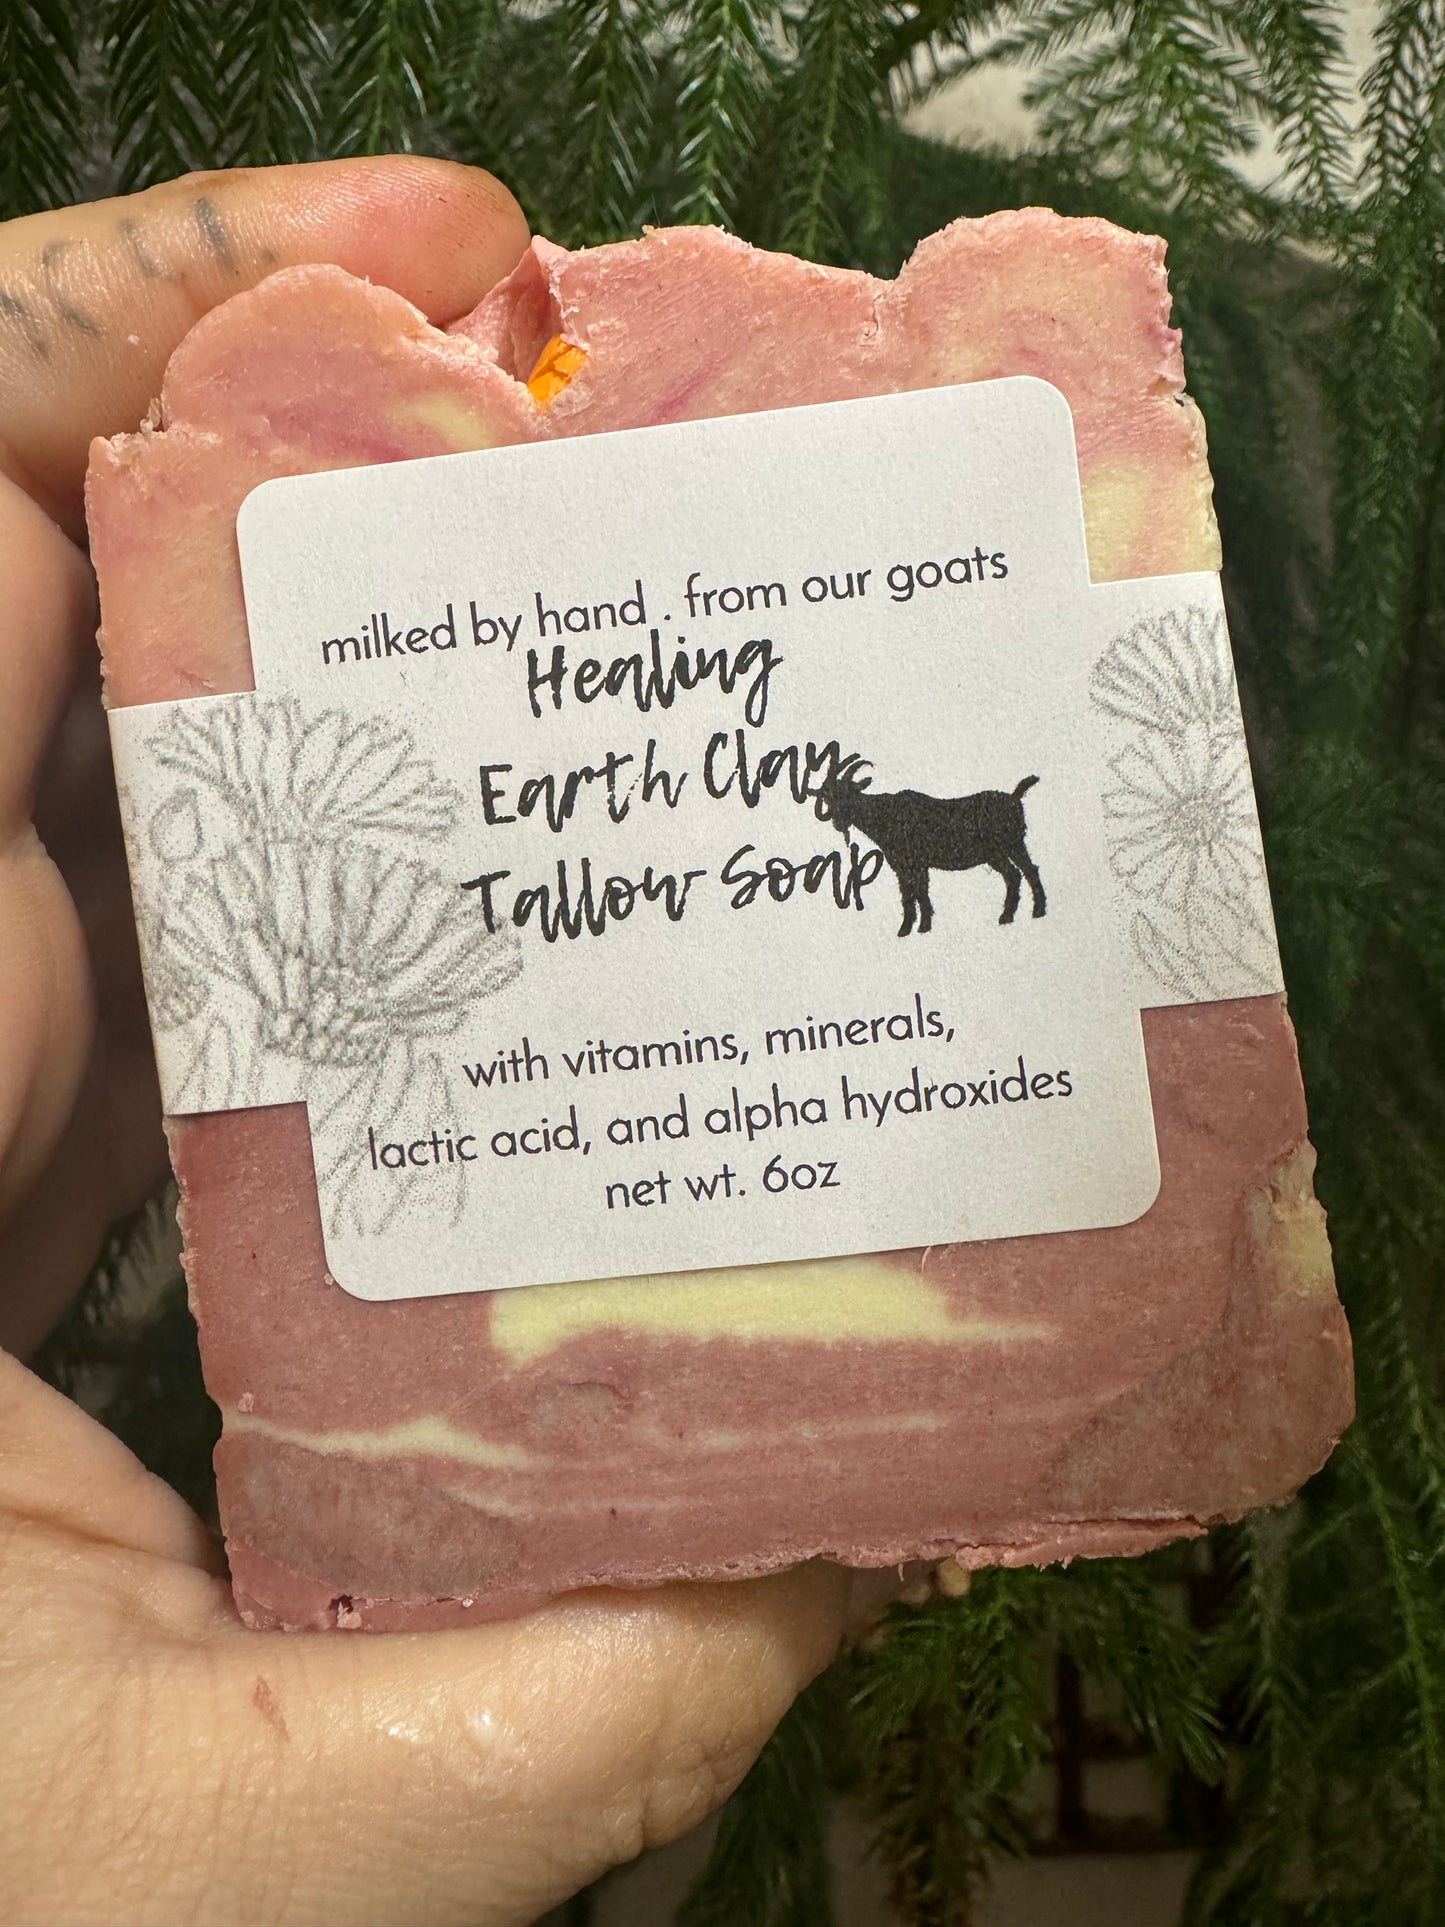 milked by hand . from our goats
Healing
Earth Clay
Tallow Soap
with vitamins, minerals,
lactic acid, and alpha hydroxides
net wt. 6oz